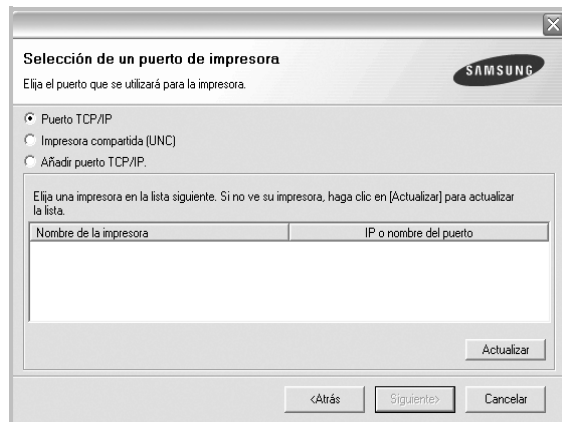 Selección de un puerto de impresora
Elija el puerto que se utilizará para la impresora.
SAMSUNG
Puerto TCP/IP
Impresora compartida (UNC)
Añadir puerto TCP/IP.
Elija una impresora en la lista siguiente. Si no ve su impresora, haga clic en [Actualizar] para actualizar
la lista.
Nombre de la impresora IP o nombre del puerto
Actualizar
<Atrás Siguiente> Cancelar